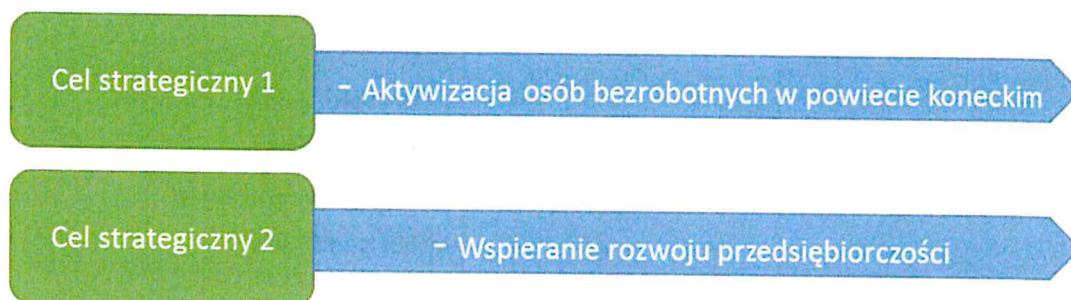 Cel strategiczny 1
- Aktywizacja osób bezrobotnych w powiecie koneckim
Cel strategiczny 2
- Wspieranie rozwoju przedsiębiorczości